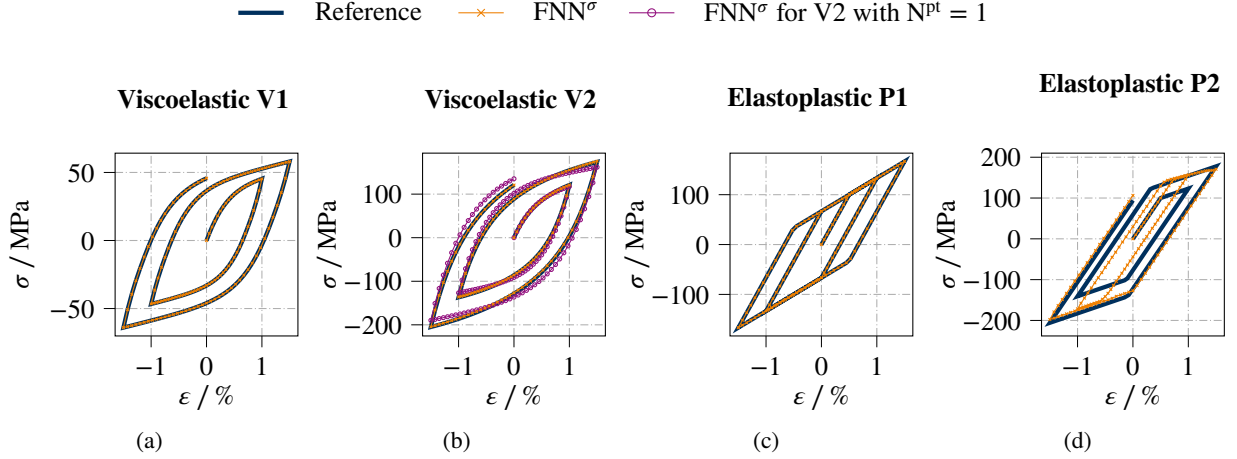 Reference FNN^σ FNN^σ for V2 with N^pt = 1
Viscoelastic V1 Viscoelastic V2 Elastoplastic P1 Elastoplastic P2
σ / MPa
50
0
−50
−1 0 1
ε / %
(a)
σ / MPa
100
0
−100
−200
−1 0 1
ε / %
(b)
σ / MPa
100
0
−100
−1 0 1
ε / %
(c)
σ / MPa
200
100
0
−100
−200
−1 0 1
ε / %
(d)